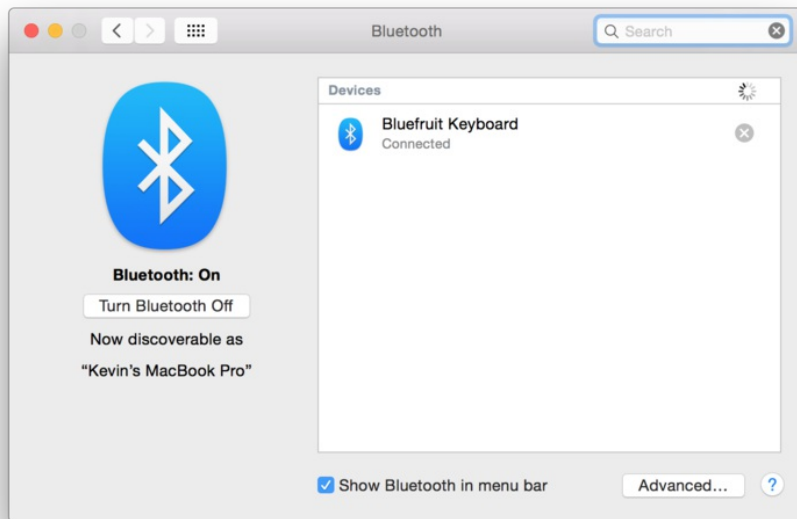 Bluetooth
Search
Bluetooth: On
Turn Bluetooth Off
Now discoverable as
“Kevin’s MacBook Pro”
Devices
Bluefruit Keyboard
Connected
Show Bluetooth in menu bar
Advanced...
?